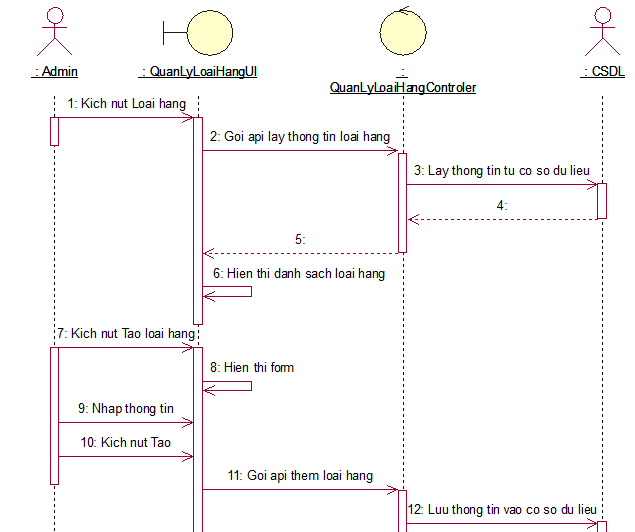 : Admin
: QuanLyLoaiHangUI
:
QuanLyLoaiHangControler
: CSDL
1: Kich nut Loai hang
2: Goi api lay thong tin loai hang
3: Lay thong tin tu co so du lieu
4:
5:
6: Hien thi danh sach loai hang
7: Kich nut Tao loai hang
8: Hien thi form
9: Nhap thong tin
10: Kich nut Tao
11: Goi api them loai hang
12: Luu thong tin vao co so du lieu